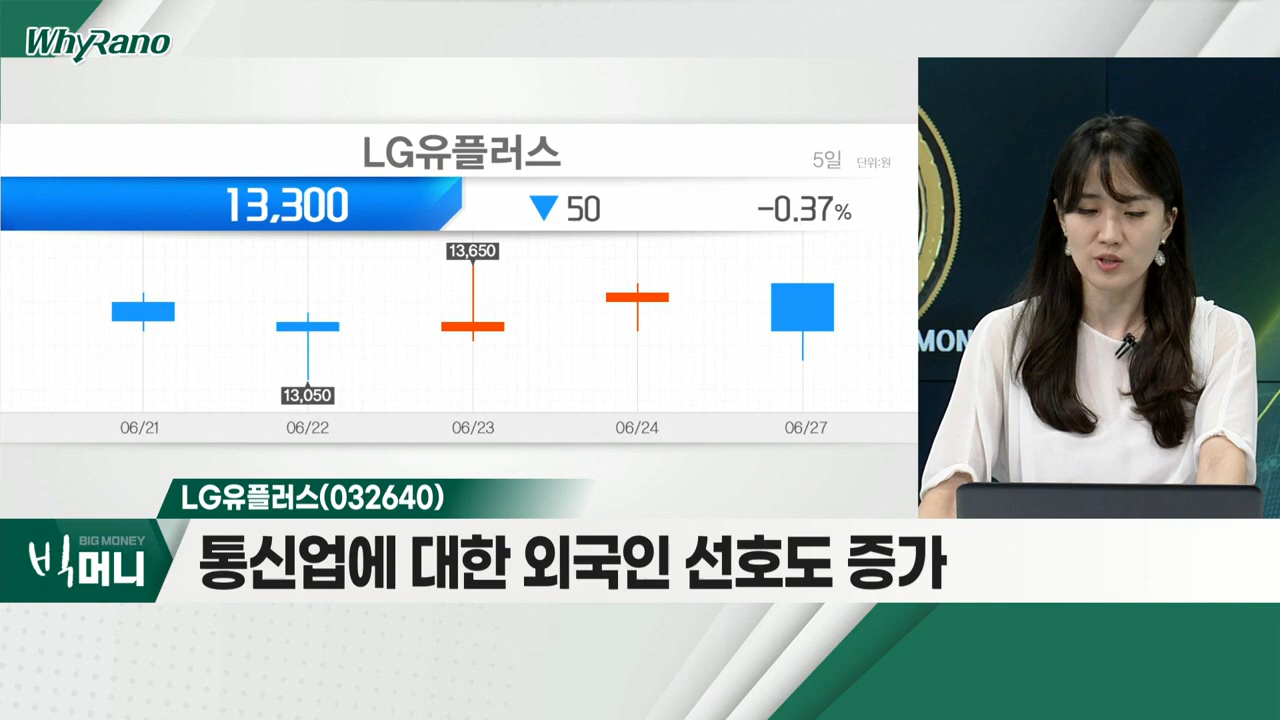 WhyRano
LG유플러스
5일 단위:원
13,300 ▼50 -0.37%
13,650
13,050
06/21 06/22 06/23 06/24 06/27
MON
LG유플러스(032640)
BIG MONEY
빅머니
통신업에 대한 외국인 선호도 증가